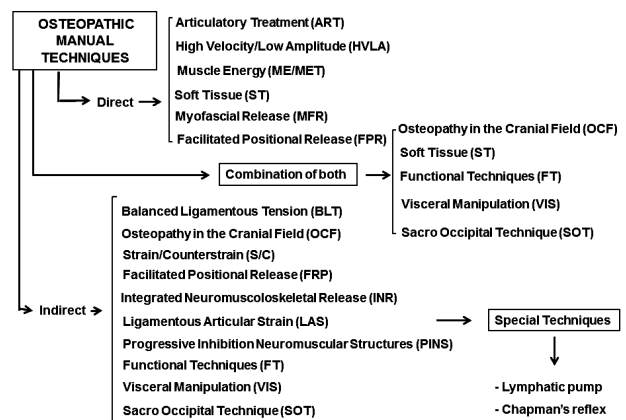 OSTEOPATHIC
MANUAL
TECHNIQUES
Direct
Articulatory Treatment (ART)
High Velocity/Low Amplitude (HVLA)
Muscle Energy (ME/MET)
Soft Tissue (ST)
Myofascial Release (MFR)
Facilitated Positional Release (FPR)
Combination of both
Osteopathy in the Cranial Field (OCF)
Soft Tissue (ST)
Functional Techniques (FT)
Visceral Manipulation (VIS)
Sacro Occipital Technique (SOT)
Indirect
Balanced Ligamentous Tension (BLT)
Osteopathy in the Cranial Field (OCF)
Strain/Counterstrain (S/C)
Facilitated Positional Release (FRP)
Integrated Neuromuscoloskeletal Release (INR)
Ligamentous Articular Strain (LAS)
Progressive Inhibition Neuromuscular Structures (PINS)
Functional Techniques (FT)
Visceral Manipulation (VIS)
Sacro Occipital Technique (SOT)
Special Techniques
- Lymphatic pump
- Chapman's reflex